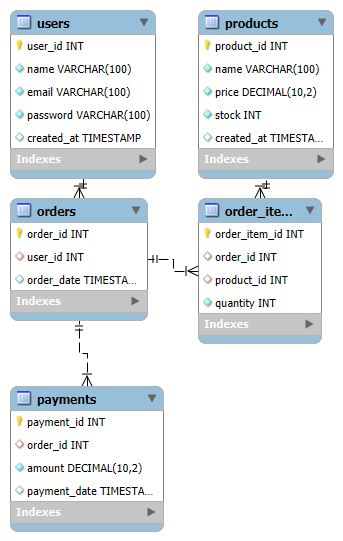 users
user_id INT
name VARCHAR(100)
email VARCHAR(100)
password VARCHAR(100)
created_at TIMESTAMP
Indexes
products
product_id INT
name VARCHAR(100)
price DECIMAL(10,2)
stock INT
created_at TIMESTA...
Indexes
orders
order_id INT
user_id INT
order_date TIMESTA...
Indexes
order_ite...
order_item_id INT
order_id INT
product_id INT
quantity INT
Indexes
payments
payment_id INT
order_id INT
amount DECIMAL(10,2)
payment_date TIMESTA...
Indexes